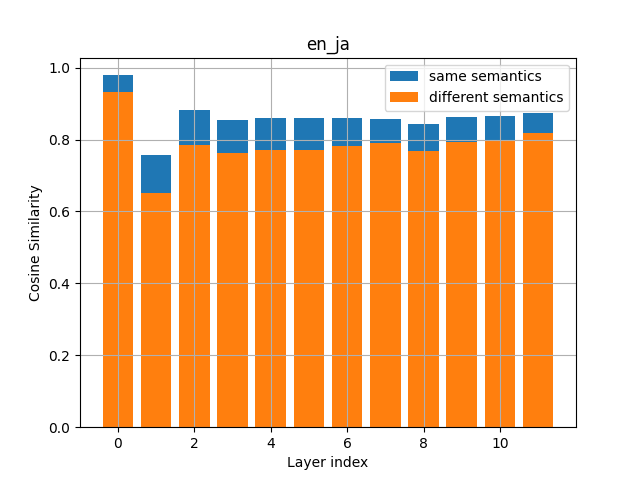 en_ja
same semantics
different semantics
1.0
0.8
0.6
0.4
0.2
0.0
Cosine Similarity
0 2 4 6 8 10
Layer index